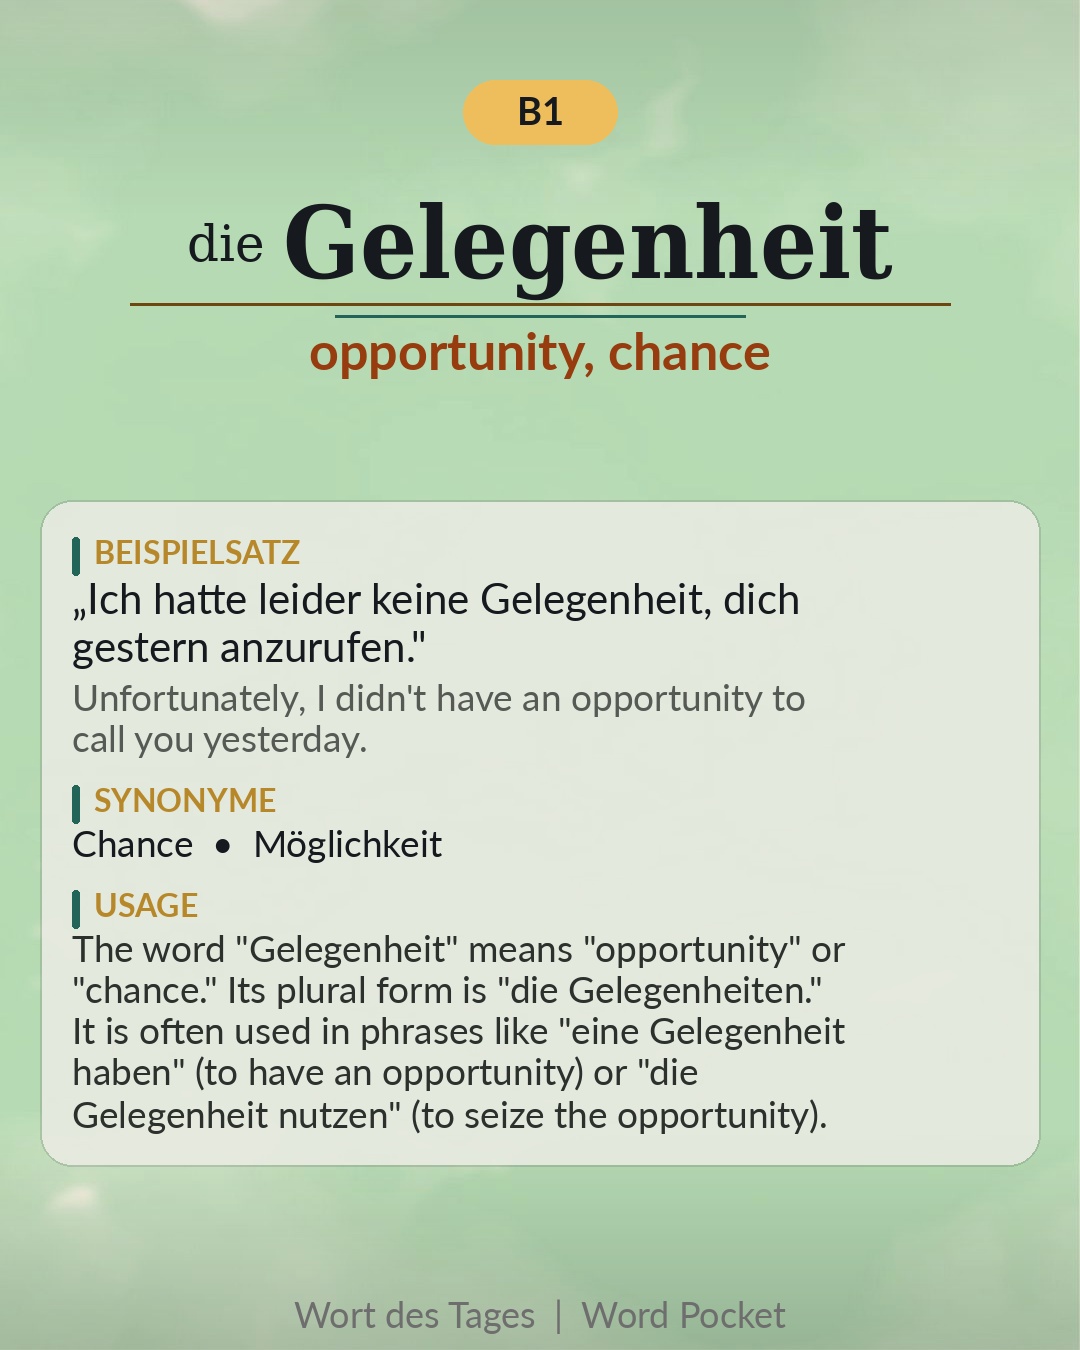 B1
die Gelegenheit
opportunity, chance
BEISPIELSATZ
„Ich hatte leider keine Gelegenheit, dich
gestern anzurufen."
Unfortunately, I didn't have an opportunity to
call you yesterday.
SYNONYME
Chance • Möglichkeit
USAGE
The word "Gelegenheit" means "opportunity" or
"chance." Its plural form is "die Gelegenheiten."
It is often used in phrases like "eine Gelegenheit
haben" (to have an opportunity) or "die
Gelegenheit nutzen" (to seize the opportunity).
Wort des Tages | Word Pocket